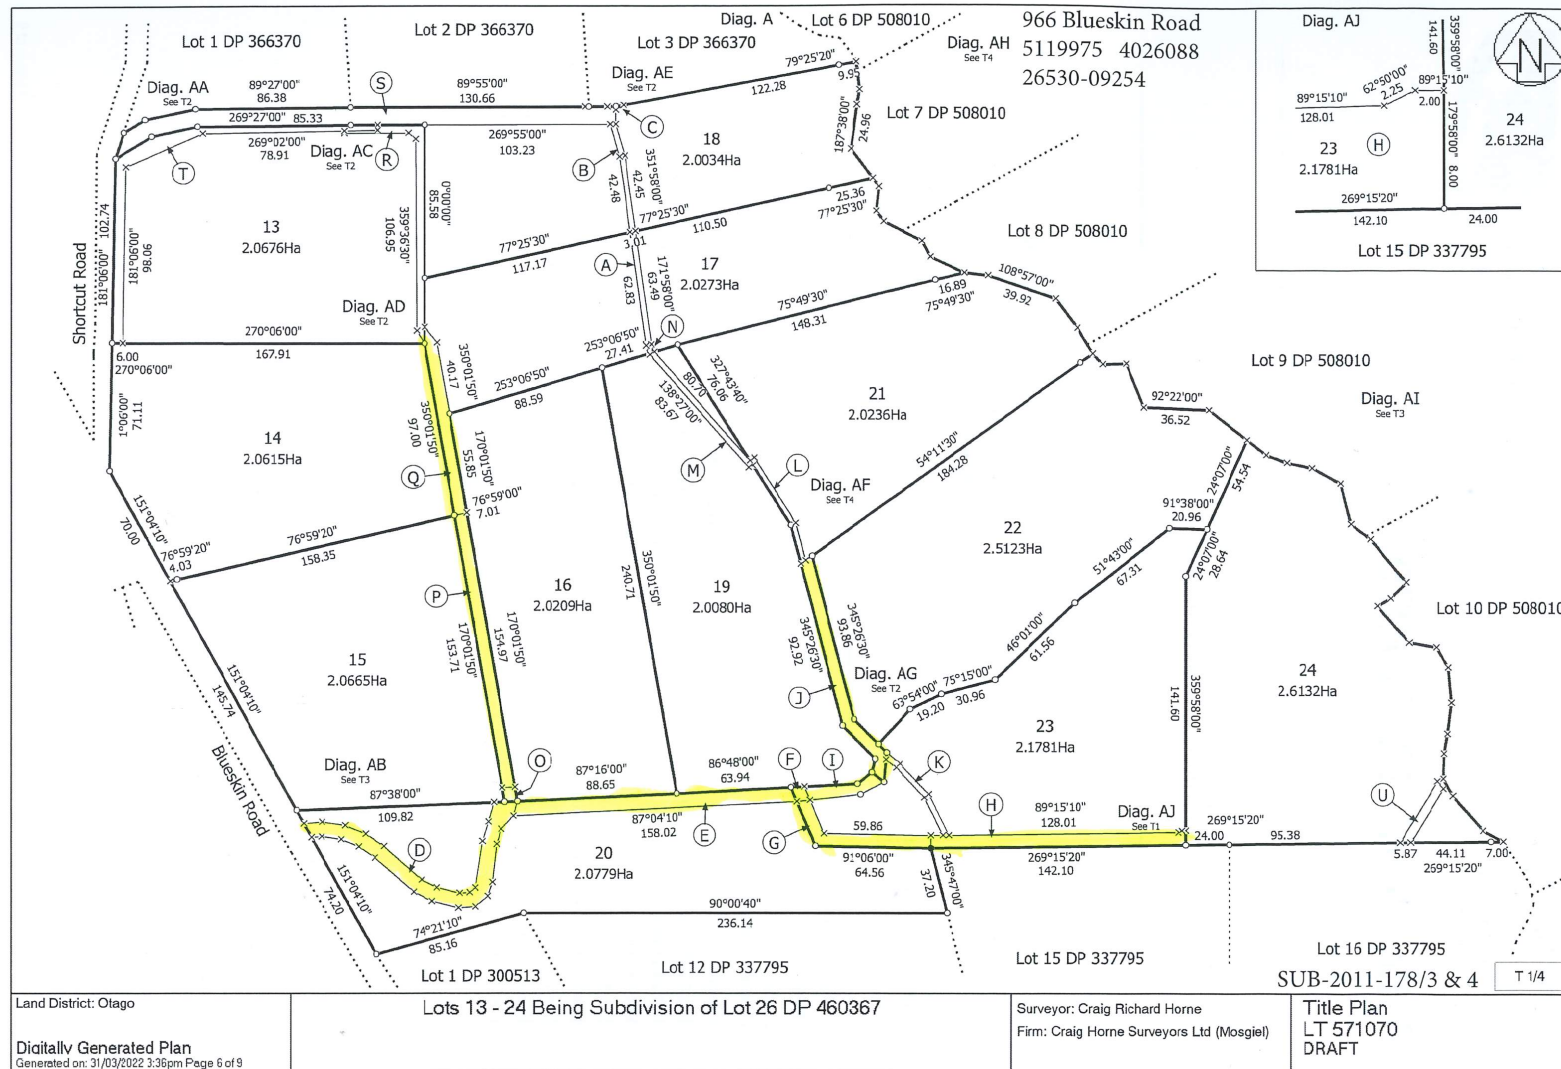 Lot 1 DP 366370
Lot 2 DP 366370
Diag. A
Lot 3 DP 366370
Lot 6 DP 508010
966 Blueskin Road
5119975 4026088
26530-09254
Diag. AH
See T4
Diag. AJ
359°58'00"
141.60
N
62°50'00"
2.25
89°15'10"
2.00
89°15'10"
128.01
H
23
2.1781Ha
179°58'00" 8.00
24
2.6132Ha
269°15'20"
142.10
24.00
Lot 15 DP 337795
Diag. AA
See T2
89°27'00"
86.38
S
89°55'00"
130.66
Diag. AE
See T2
79°25'20"
122.28
9.95
269°27'00" 85.33
269°02'00"
78.91
Diag. AC
See T2
R
T
269°55'00"
103.23
C
B
18
2.0034Ha
187°38'00"
24.96
Lot 7 DP 508010
351°58'00"
42.45
42.48
0°00'00"
85.58
359°36'30"
106.95
102.74
181°06'00"
181°06'00"
98.06
Shortcut Road
13
2.0676Ha
77°25'30"
117.17
3.01
77°25'30"
110.50
25.36
77°25'30"
Lot 8 DP 508010
A
171°58'00"
63.49
62.83
17
2.0273Ha
16.89
75°49'30"
108°57'00"
39.92
75°49'30"
148.31
Diag. AD
See T2
270°06'00"
167.91
6.00
270°06'00"
350°01'50"
40.17
253°06'50"
27.41
N
253°06'50"
88.59
327°43'40"
76.06
80.70
138°27'00"
83.67
21
2.0236Ha
Lot 9 DP 508010
Diag. AI
See T3
92°22'00"
36.52
1°06'00"
71.11
14
2.0615Ha
350°01'50"
97.00
Q
170°01'50"
55.85
76°59'00"
7.01
M
L
Diag. AF
See T4
54°11'30"
184.28
24°07'00"
54.54
91°38'00"
20.96
24°07'00"
28.64
151°04'10"
70.00
76°59'20"
4.03
76°59'20"
158.35
22
2.5123Ha
51°43'00"
67.31
P
16
2.0209Ha
350°01'50"
240.71
19
2.0080Ha
Lot 10 DP 508010
170°01'50"
153.71
170°01'50"
154.97
345°26'30"
93.86
345°26'30"
92.92
46°01'00"
61.56
15
2.0665Ha
151°04'10"
145.74
J
Diag. AG
See T2
63°54'00"
19.20
75°15'00"
30.96
359°58'00"
141.60
24
2.6132Ha
23
2.1781Ha
Blueskin Road
Diag. AB
See T3
87°38'00"
109.82
O
87°16'00"
88.65
86°48'00"
63.94
F
I
K
E
87°04'10"
158.02
H
89°15'10"
128.01
Diag. AJ
See T1
269°15'20"
24.00
95.38
U
5.87
44.11
7.00
269°15'20"
D
G
59.86
20
2.0779Ha
91°06'00"
64.56
269°15'20"
142.10
345°47'00"
37.20
151°04'10"
74.20
74°21'10"
85.16
90°00'40"
236.14
Lot 1 DP 300513
Lot 12 DP 337795
Lot 15 DP 337795
Lot 16 DP 337795
SUB-2011-178/3 & 4
T 1/4
Land District: Otago
Digitally Generated Plan
Generated on: 31/03/2022 3:36pm Page 6 of 9
Lots 13 - 24 Being Subdivision of Lot 26 DP 460367
Surveyor: Craig Richard Horne
Firm: Craig Horne Surveyors Ltd (Mosgiel)
Title Plan
LT 571070
DRAFT